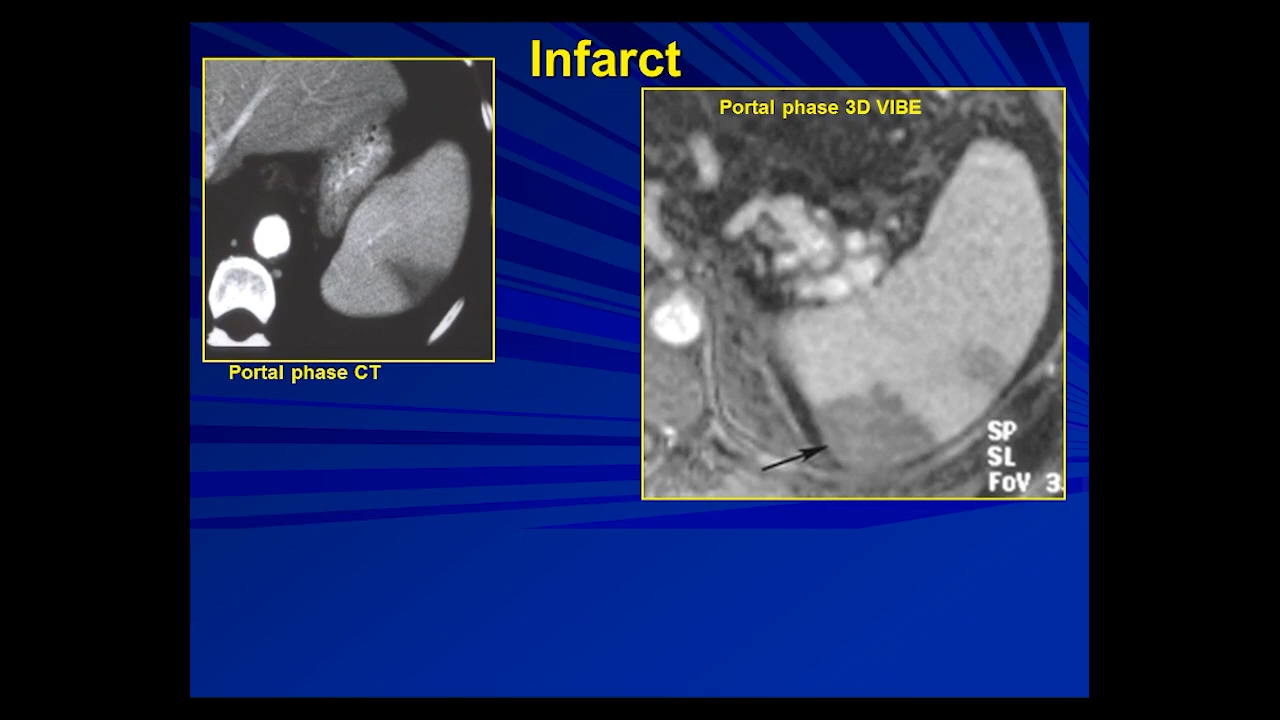 Infarct
Portal phase 3D VIBE
Portal phase CT
SP
SL
FoV 3